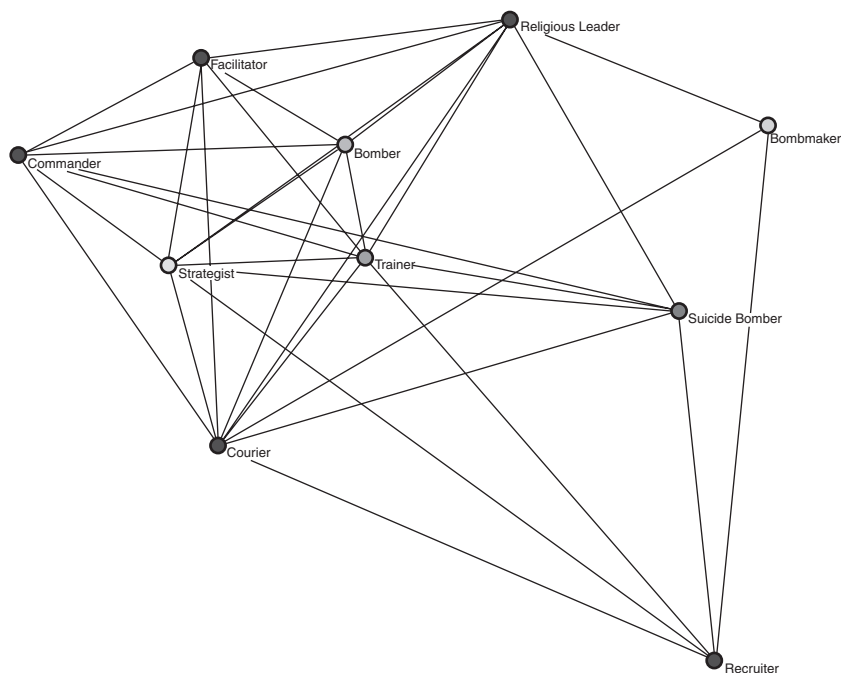 Religious Leader
Facilitator
Bombmaker
Bomber
Commander
Trainer
Strategist
Suicide Bomber
Courier
Recruiter